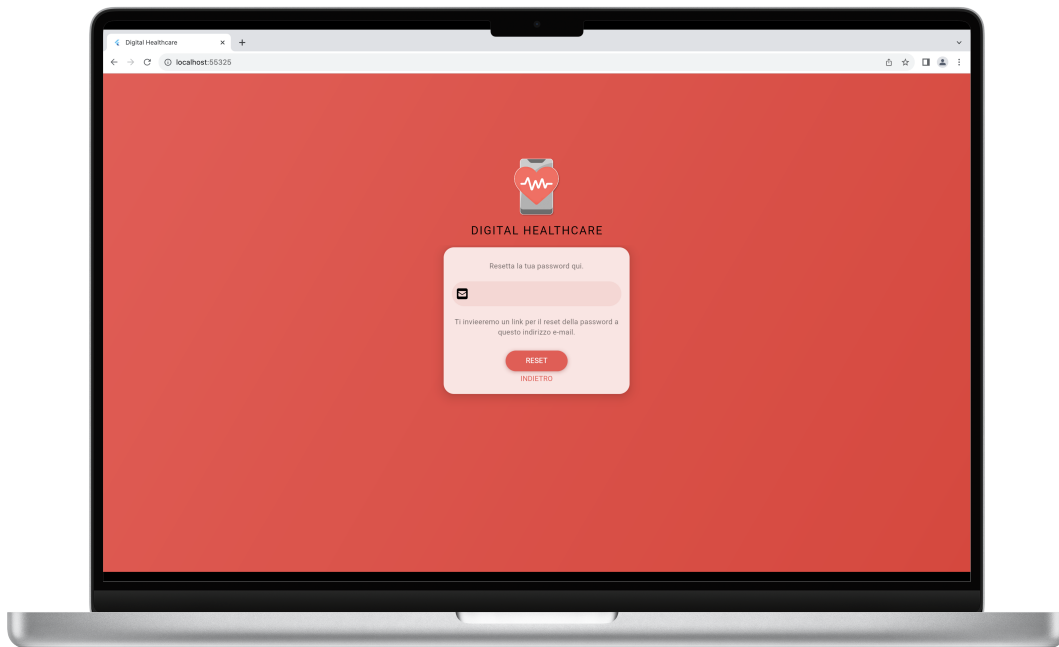 Digital Healthcare
localhost:55325
DIGITAL HEALTHCARE
Resetta la tua password qui.
Ti invieremo un link per il reset della password a
questo indirizzo e-mail.
RESET
INDIETRO